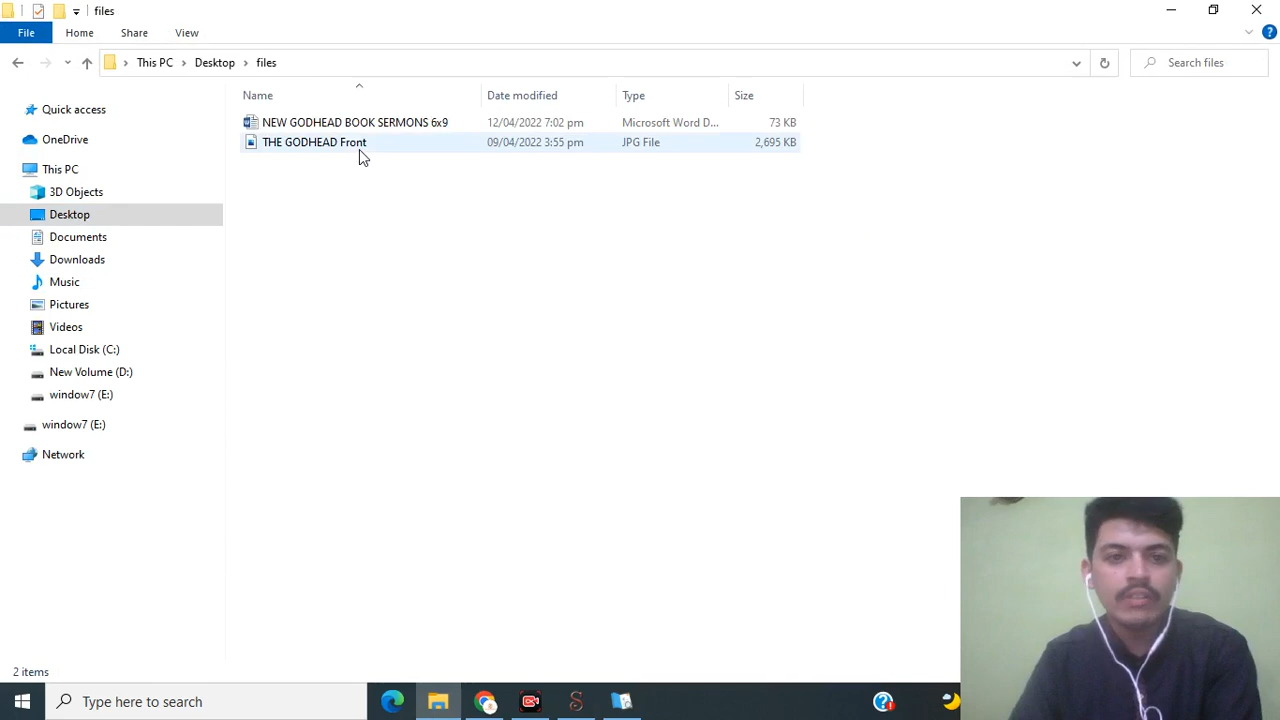 files
File Home Share View
This PC Desktop files Search files
Name Date modified Type Size
NEW GODHEAD BOOK SERMONS 6x9 12/04/2022 7:02 pm Microsoft Word D... 73 KB
THE GODHEAD Front 09/04/2022 3:55 pm JPG File 2,695 KB
Quick access
OneDrive
This PC
3D Objects
Desktop
Documents
Downloads
Music
Pictures
Videos
Local Disk (C:)
New Volume (D:)
window7 (E:)
window7 (E:)
Network
2 items
Type here to search